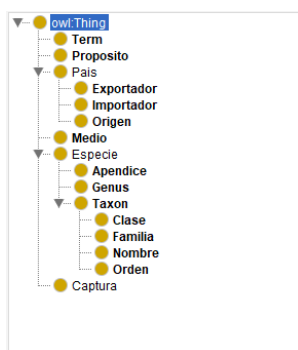 owl:Thing
Term
Proposito
Pais
Exportador
Importador
Origen
Medio
Especie
Apendice
Genus
Taxon
Clase
Familia
Nombre
Orden
Captura